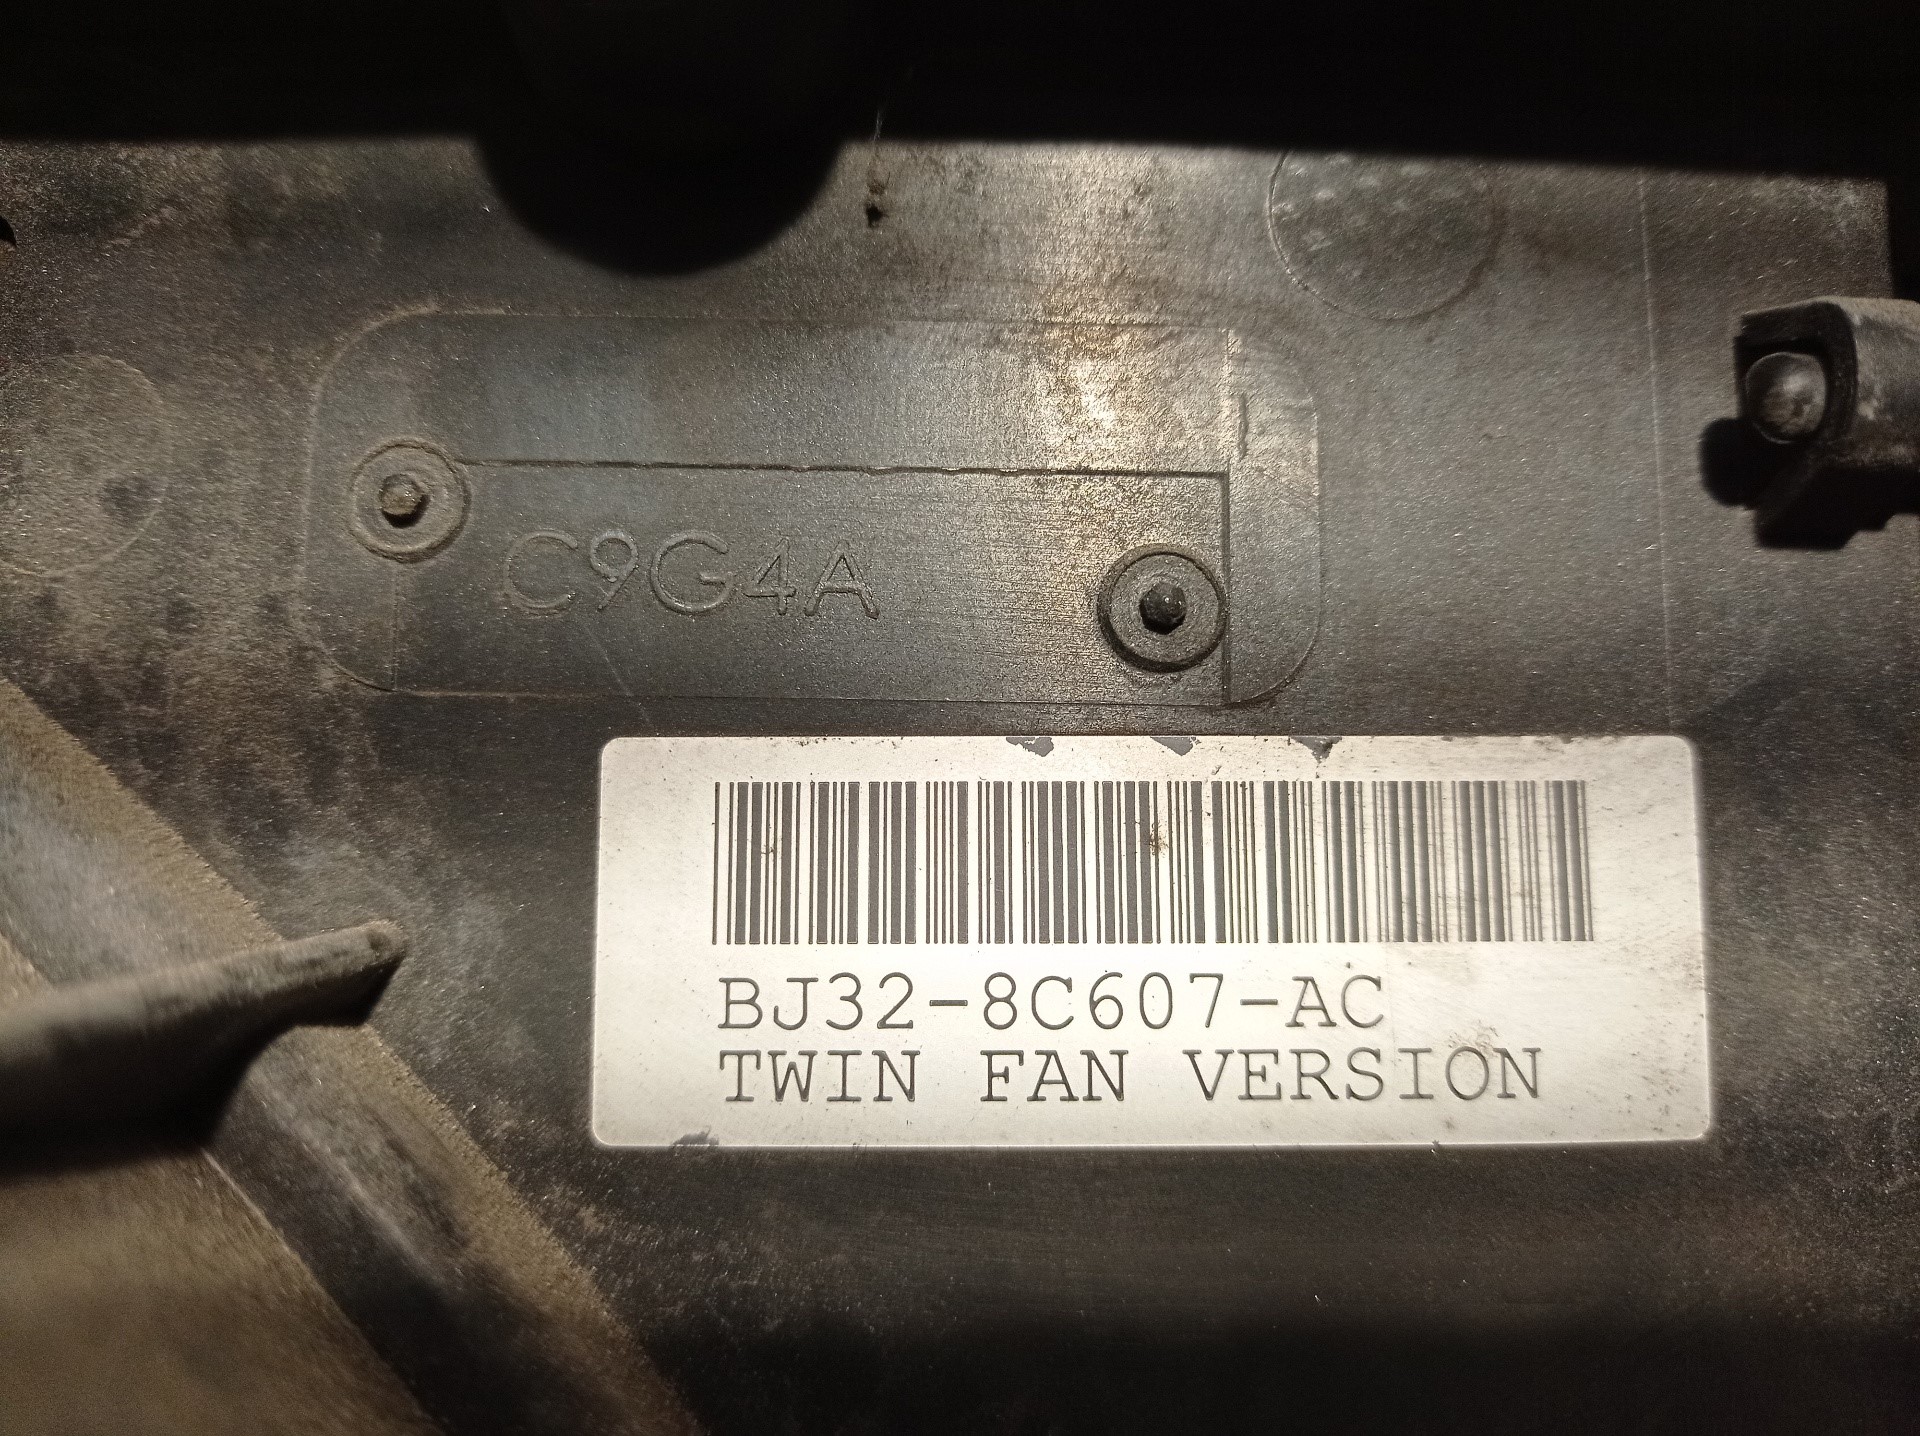 C9G4A
BJ32-8C607-AC
TWIN FAN VERSION